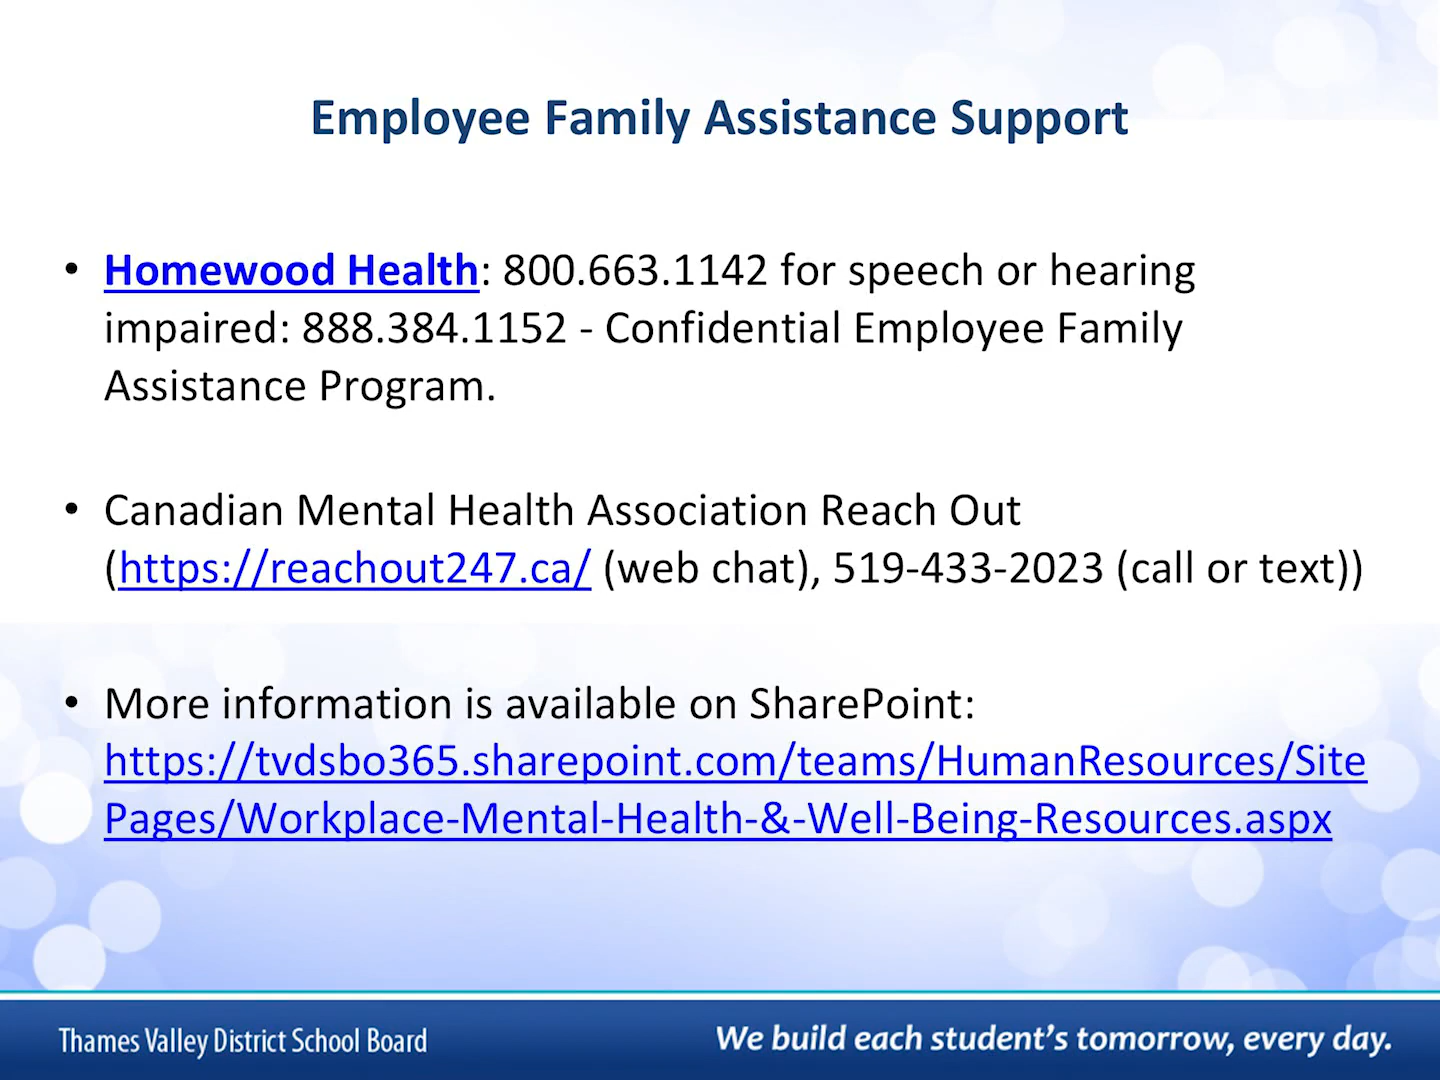 Employee Family Assistance Support
• Homewood Health: 800.663.1142 for speech or hearing
impaired: 888.384.1152 - Confidential Employee Family
Assistance Program.
• Canadian Mental Health Association Reach Out
(https://reachout247.ca/ (web chat), 519-433-2023 (call or text))
• More information is available on SharePoint:
https://tvdsbo365.sharepoint.com/teams/HumanResources/Site
Pages/Workplace-Mental-Health-&-Well-Being-Resources.aspx
Thames Valley District School Board
We build each student's tomorrow, every day.